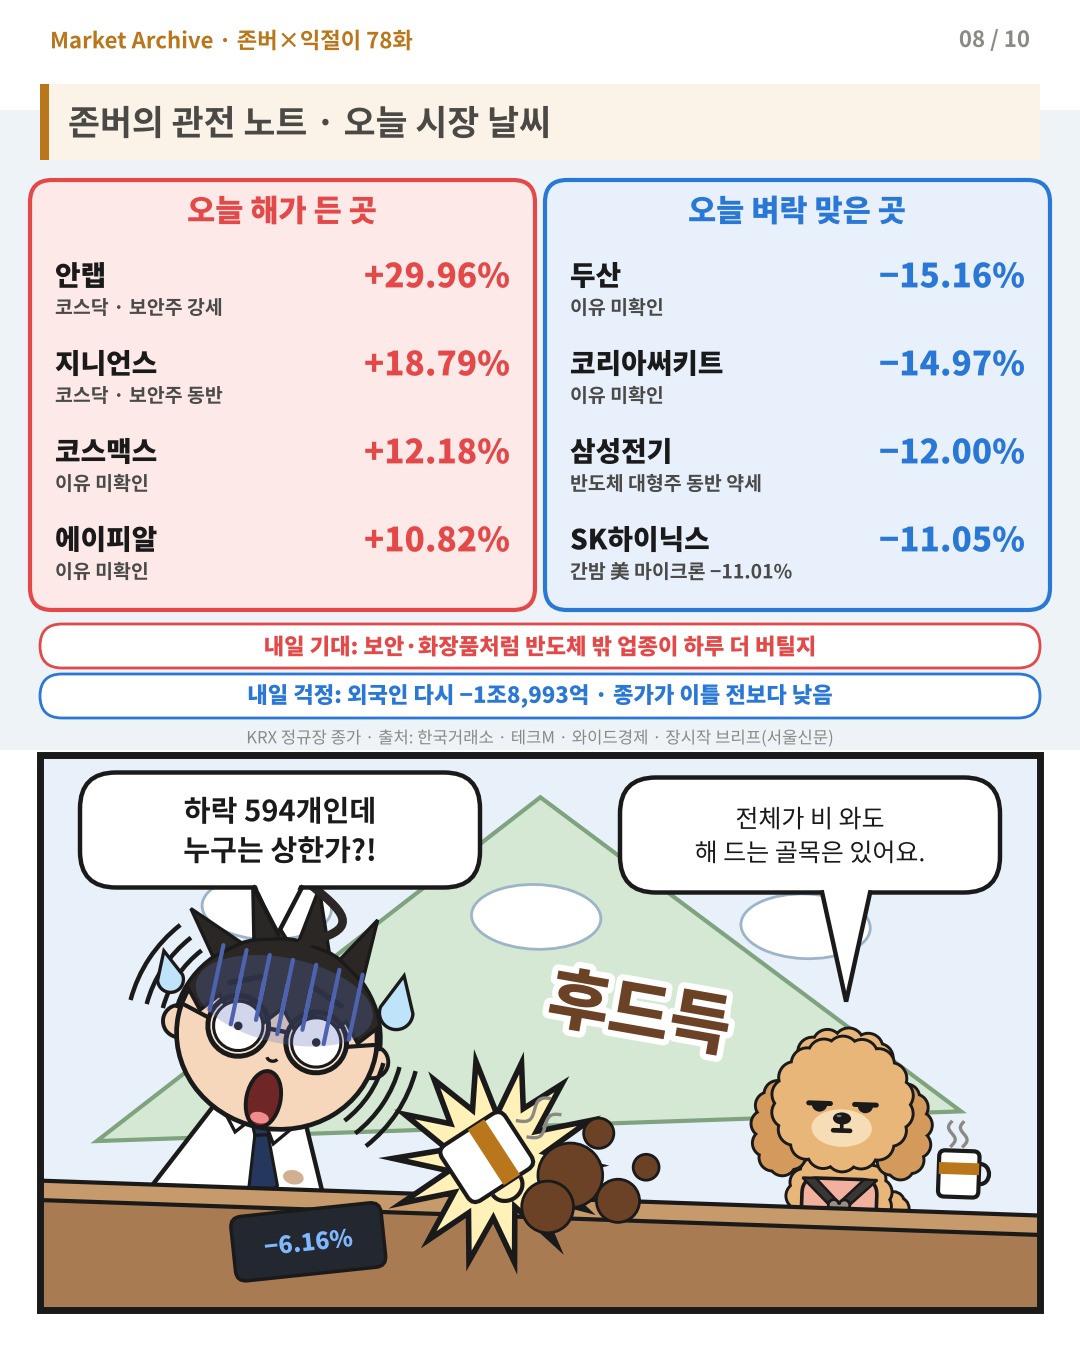 Market Archive · 존버×익절이 78화
08 / 10
존버의 관전 노트 · 오늘 시장 날씨
오늘 해가 든 곳
안랩 +29.96%
코스닥 · 보안주 강세
지니언스 +18.79%
코스닥 · 보안주 동반
코스맥스 +12.18%
이유 미확인
에이피알 +10.82%
이유 미확인
오늘 벼락 맞은 곳
두산 −15.16%
이유 미확인
코리아써키트 −14.97%
이유 미확인
삼성전기 −12.00%
반도체 대형주 동반 약세
SK하이닉스 −11.05%
간밤 美 마이크론 −11.01%
내일 기대: 보안·화장품처럼 반도체 밖 업종이 하루 더 버틸지
내일 걱정: 외국인 다시 −1조8,993억 · 종가가 이틀 전보다 낮음
KRX 정규장 종가 · 출처: 한국거래소 · 테크M · 와이드경제 · 장시작 브리프(서울신문)
하락 594개인데
누구는 상한가?!
전체가 비 와도
해 드는 골목은 있어요.
후드득
−6.16%